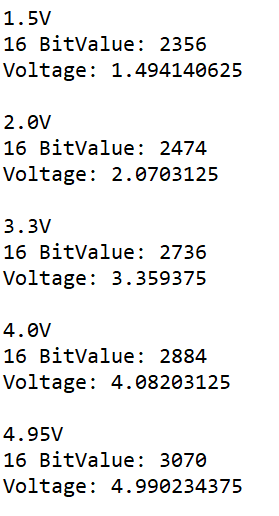 1.5V
16 BitValue: 2356
Voltage: 1.494140625
2.0V
16 BitValue: 2474
Voltage: 2.0703125
3.3V
16 BitValue: 2736
Voltage: 3.359375
4.0V
16 BitValue: 2884
Voltage: 4.08203125
4.95V
16 BitValue: 3070
Voltage: 4.990234375